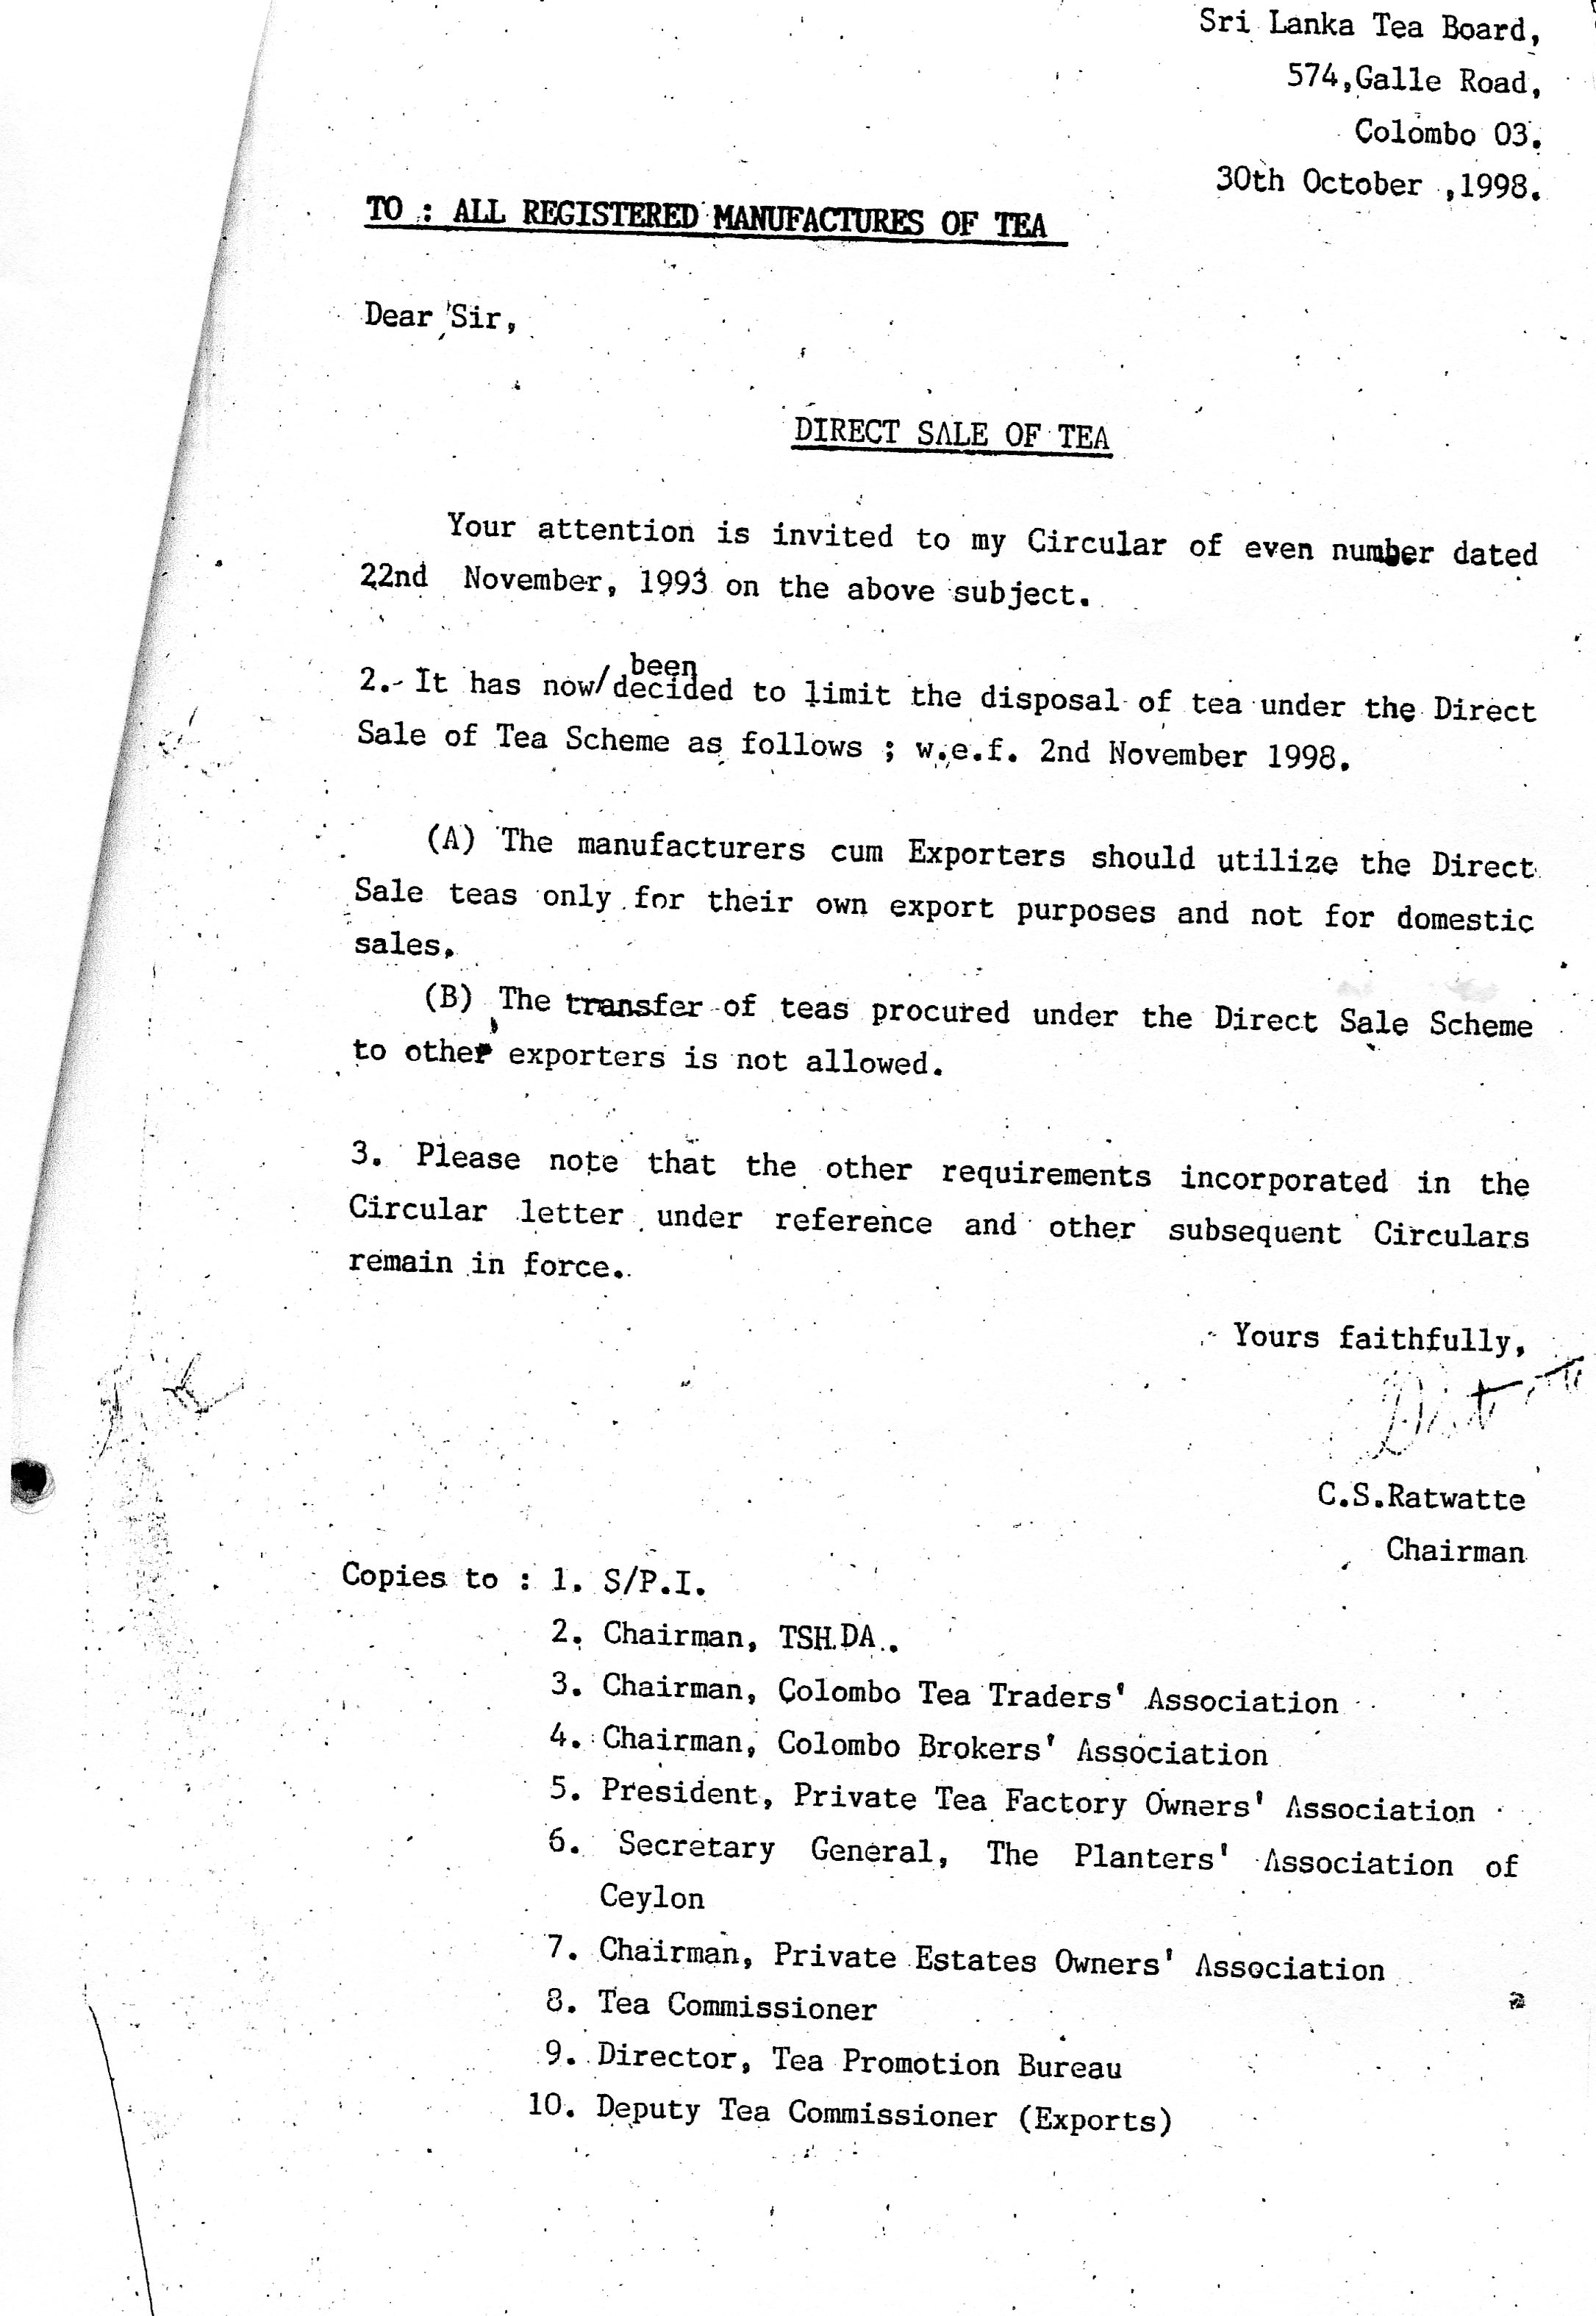 Sri Lanka Tea Board,
574,Galle Road,
Colombo 03.
30th October ,1998.
TO : ALL REGISTERED MANUFACTURES OF TEA
Dear Sir,
DIRECT SALE OF TEA
Your attention is invited to my Circular of even number dated
22nd November, 1993 on the above subject.
been
2. It has now/decided to limit the disposal of tea under the Direct
Sale of Tea Scheme as follows ; w.e.f. 2nd November 1998.
(A) The manufacturers cum Exporters should utilize the Direct
Sale teas only for their own export purposes and not for domestic
sales.
(B) The transfer of teas procured under the Direct Sale Scheme
to other exporters is not allowed.
3. Please note that the other requirements incorporated in the
Circular letter under reference and other subsequent Circulars
remain in force.
Yours faithfully,
C.S.Ratwatte
Chairman
Copies to : 1. S/P.I.
2. Chairman, TSH.DA.
3. Chairman, Colombo Tea Traders' Association
4. Chairman, Colombo Brokers' Association
5. President, Private Tea Factory Owners' Association
6. Secretary General, The Planters' Association of
Ceylon
7. Chairman, Private Estates Owners' Association
8. Tea Commissioner
9. Director, Tea Promotion Bureau
10. Deputy Tea Commissioner (Exports)